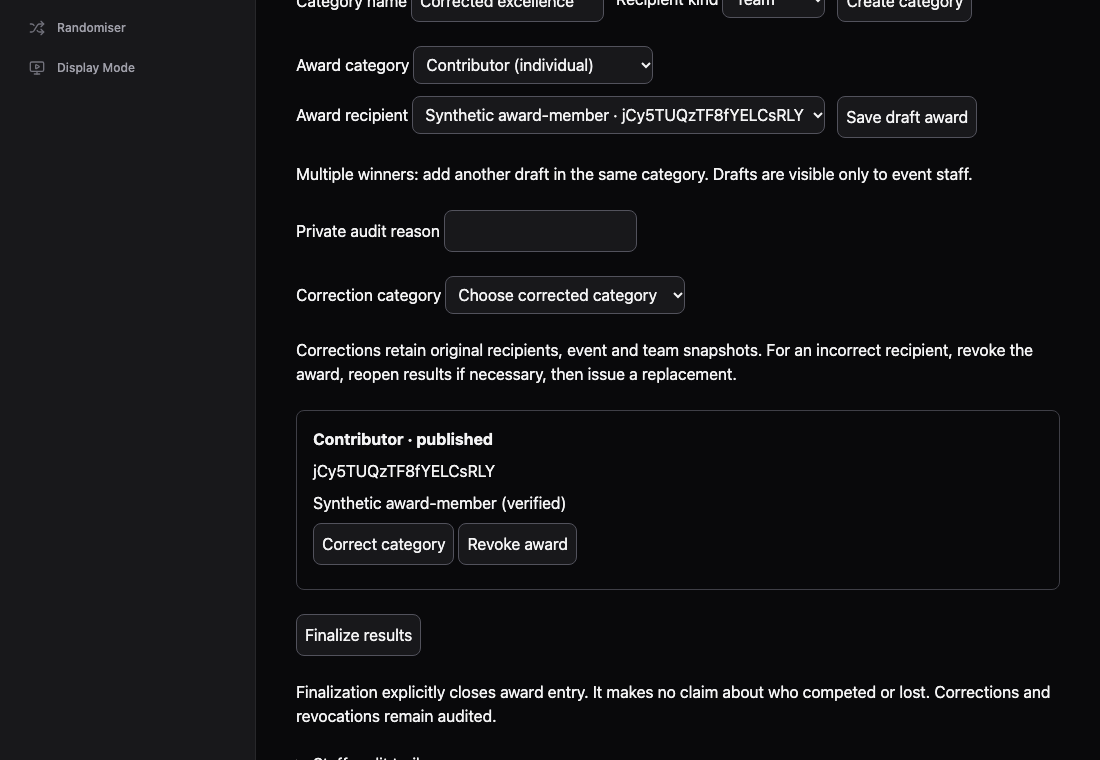 Randomiser
Display Mode
Category name Corrected excellence Recipient kind Team Create category
Award category Contributor (individual)
Award recipient Synthetic award-member · jCy5TUQzTF8fYELCsRLY Save draft award
Multiple winners: add another draft in the same category. Drafts are visible only to event staff.
Private audit reason
Correction category Choose corrected category
Corrections retain original recipients, event and team snapshots. For an incorrect recipient, revoke the
award, reopen results if necessary, then issue a replacement.
Contributor · published
jCy5TUQzTF8fYELCsRLY
Synthetic award-member (verified)
Correct category Revoke award
Finalize results
Finalization explicitly closes award entry. It makes no claim about who competed or lost. Corrections and
revocations remain audited.
Staff audit trail